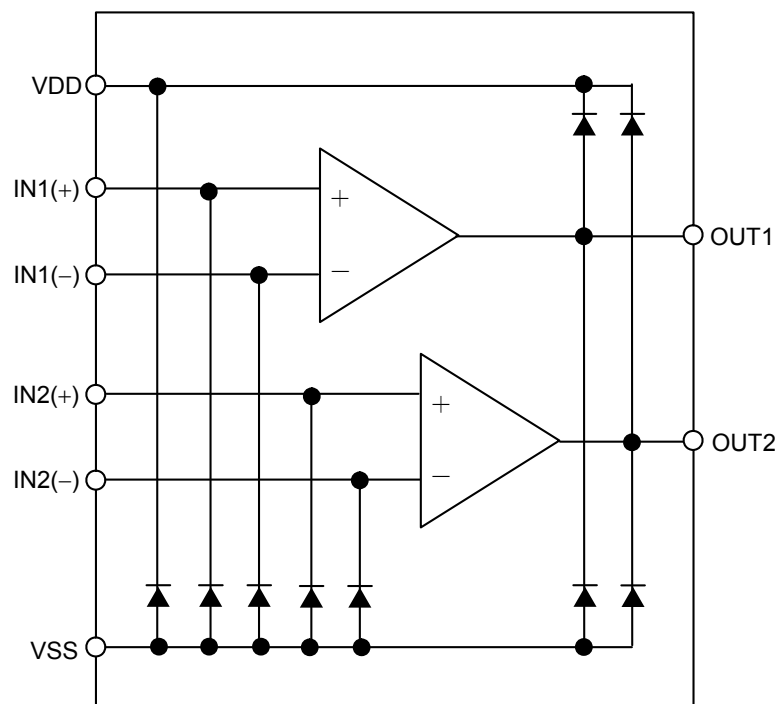 VDD
IN1(+)
+
OUT1
IN1(−)
−
IN2(+)
+
OUT2
IN2(−)
−
VSS